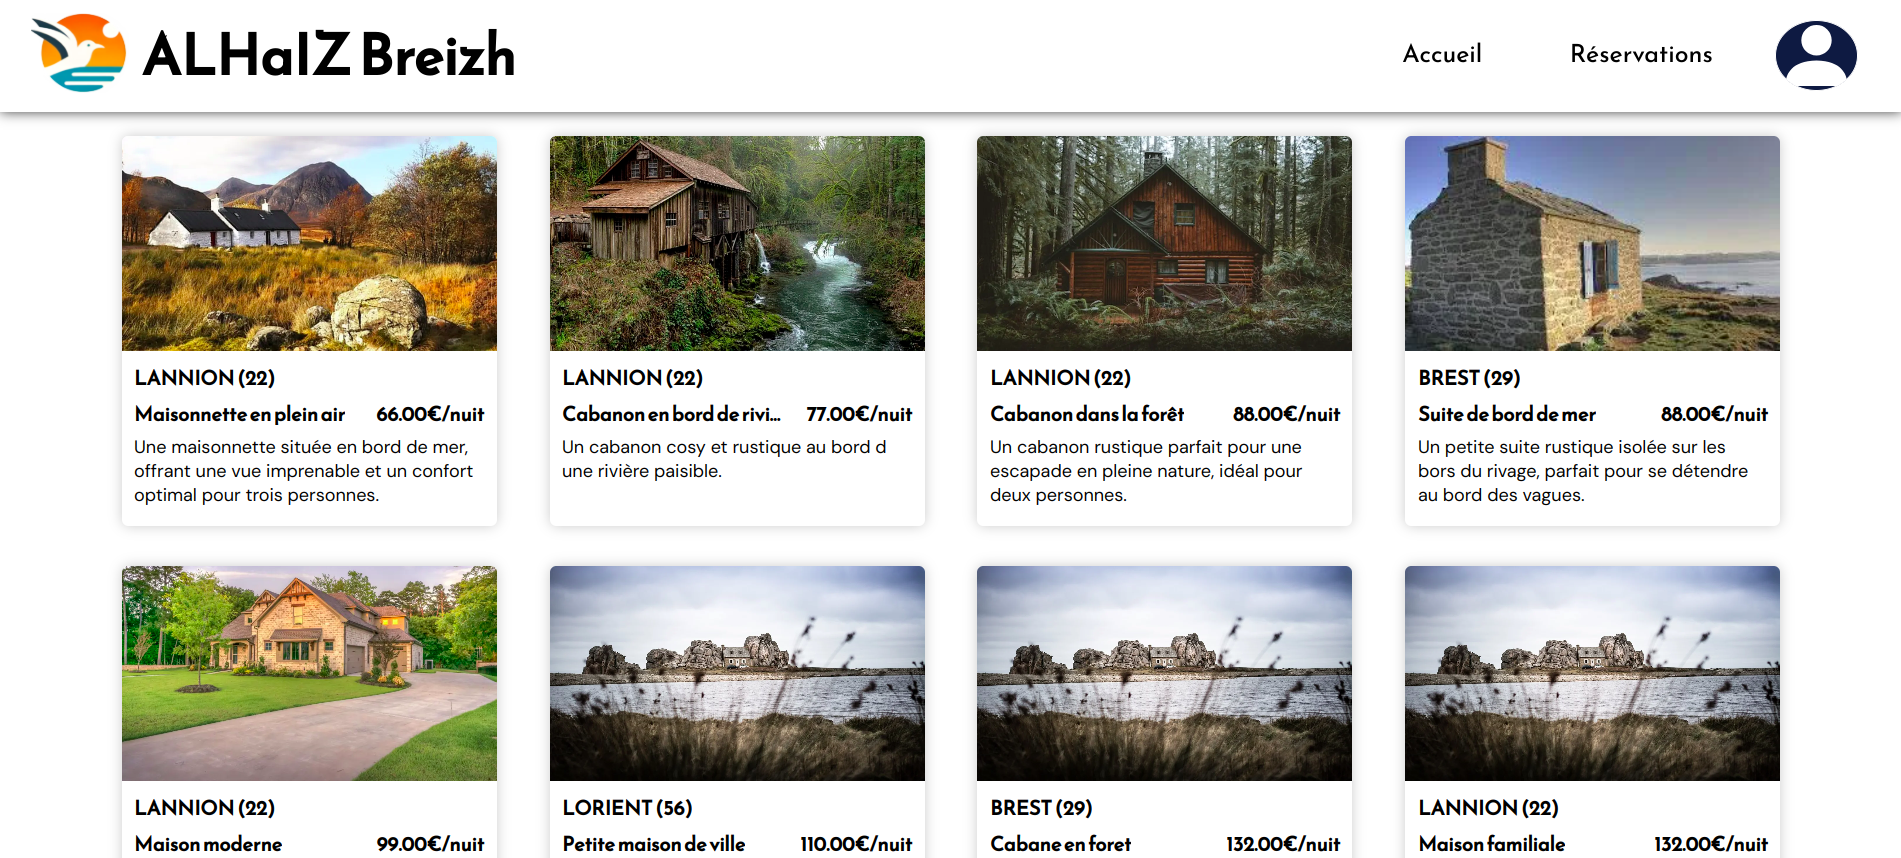 ALHaIZ Breizh
Accueil
Réservations
LANNION (22)
Maisonnette en plein air 66.00€/nuit
Une maisonnette située en bord de mer,
offrant une vue imprenable et un confort
optimal pour trois personnes.
LANNION (22)
Cabanon en bord de rivi... 77.00€/nuit
Un cabanon cosy et rustique au bord d
une rivière paisible.
LANNION (22)
Cabanon dans la forêt 88.00€/nuit
Un cabanon rustique parfait pour une
escapade en pleine nature, idéal pour
deux personnes.
BREST (29)
Suite de bord de mer 88.00€/nuit
Un petite suite rustique isolée sur les
bors du rivage, parfait pour se détendre
au bord des vagues.
LANNION (22)
Maison moderne 99.00€/nuit
LORIENT (56)
Petite maison de ville 110.00€/nuit
BREST (29)
Cabane en foret 132.00€/nuit
LANNION (22)
Maison familiale 132.00€/nuit